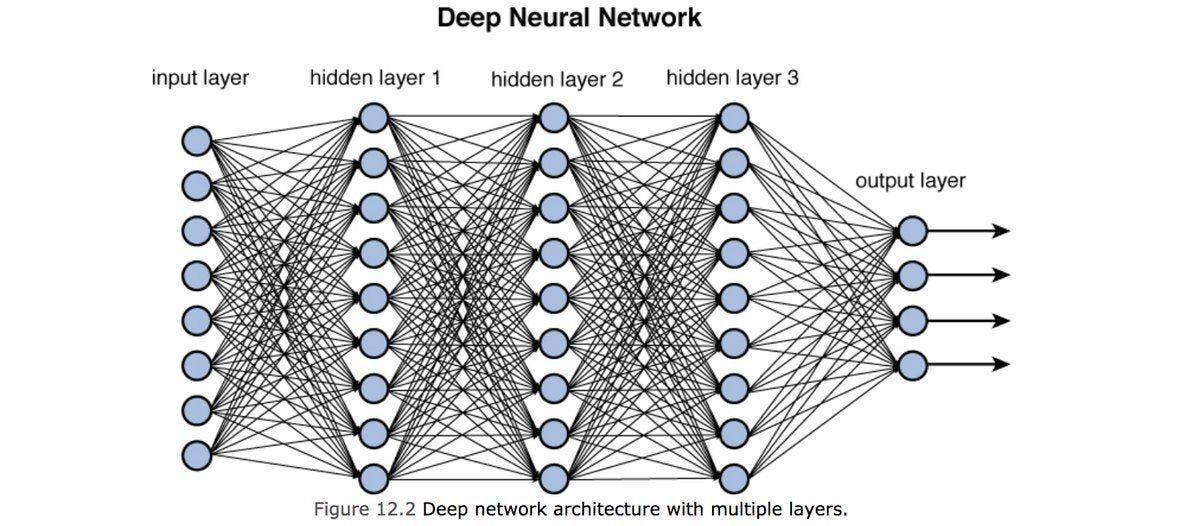 Deep Neural Network
input layer
hidden layer 1
hidden layer 2
hidden layer 3
output layer
Figure 12.2 Deep network architecture with multiple layers.